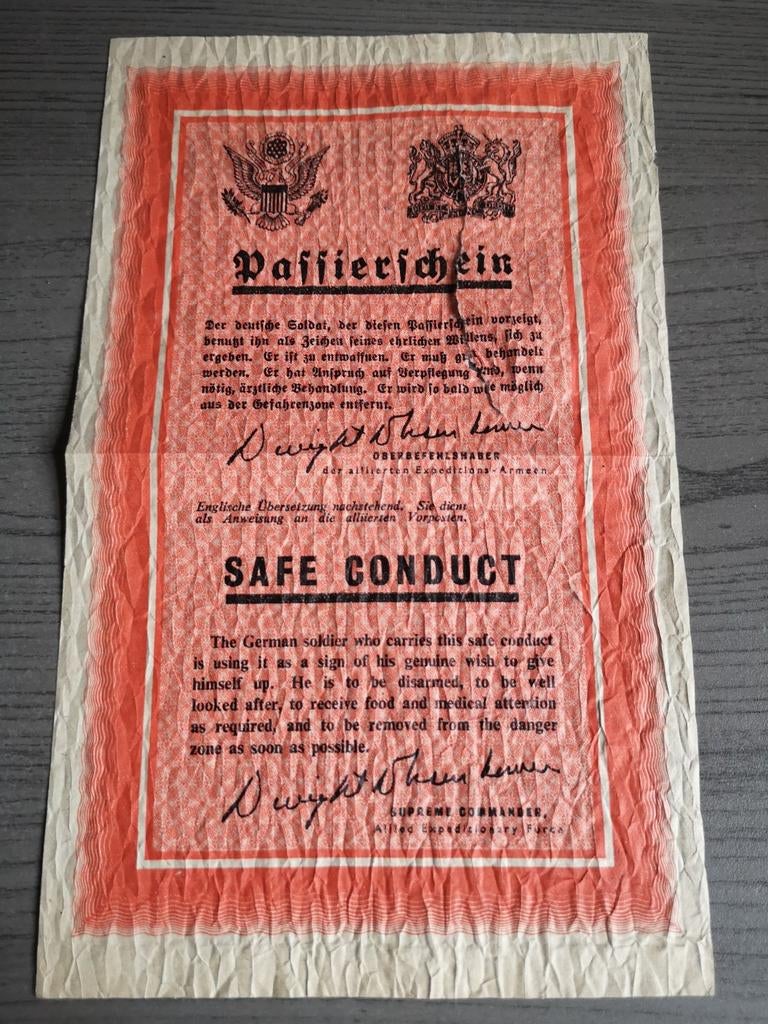 Passierschein
Der deutsche Soldat, der diesen Passierschein vorzeigt,
benutzt ihn als Zeichen seines ehrlichen Willens, sich zu
ergeben. Er ist zu entwaffnen. Er muß gut behandelt
werden. Er hat Anspruch auf Verpflegung und, wenn
nötig, ärztliche Behandlung. Er wird so bald wie möglich
aus der Gefahrenzone entfernt.
Dwight D Eisenhower
OBERBEFEHLSHABER
der alliierten Expeditions-Armeen
Englische Übersetzung nachstehend. Sie dient
als Anweisung an die alliierten Vorposten.
SAFE CONDUCT
The German soldier who carries this safe conduct
is using it as a sign of his genuine wish to give
himself up. He is to be disarmed, to be well
looked after, to receive food and medical attention
as required, and to be removed from the danger
zone as soon as possible.
Dwight D Eisenhower
SUPREME COMMANDER,
Allied Expeditionary Force